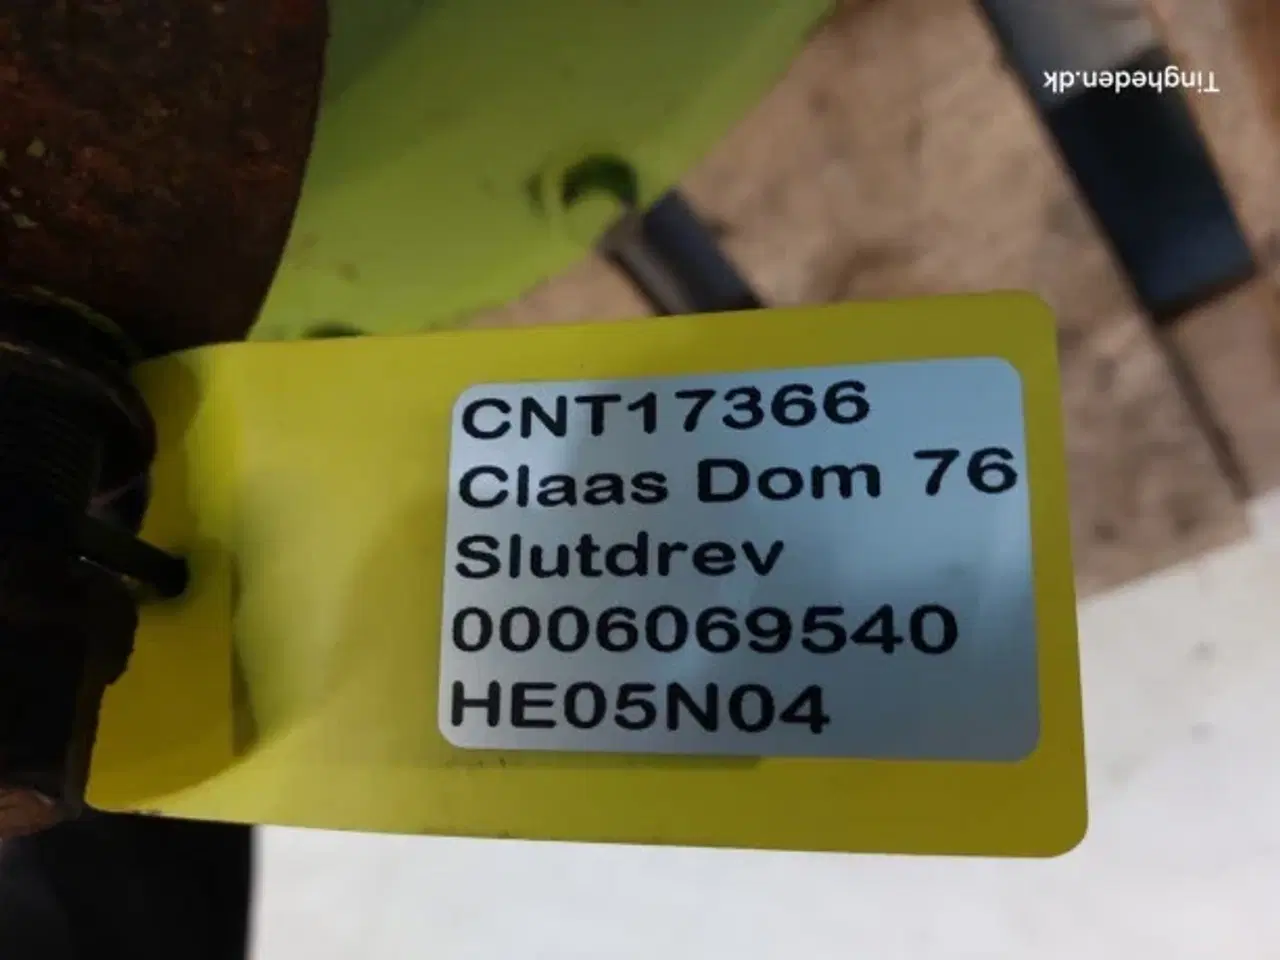 Tingheden.dk
CNT17366
Claas Dom 76
Slutdrev
0006069540
HE05N04